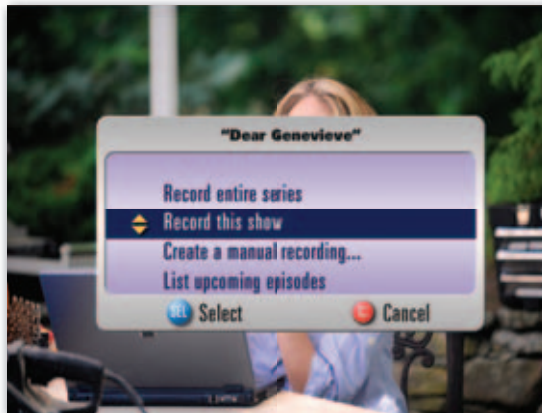 "Dear Genevieve"
Record entire series
Record this show
Create a manual recording...
List upcoming episodes
SEL Select
C Cancel